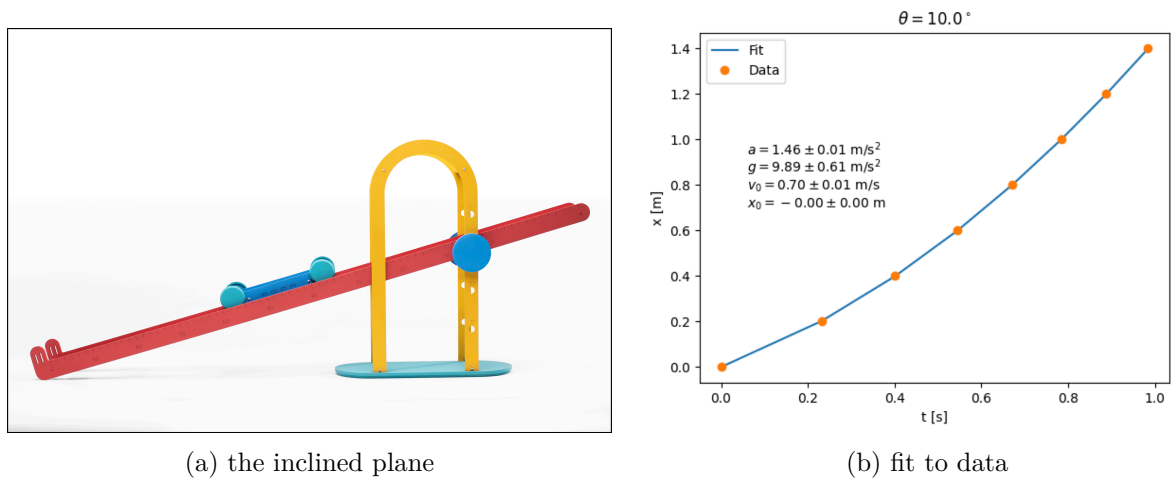 θ = 10.0°
Fit
Data
a = 1.46 ± 0.01 m/s²
g = 9.89 ± 0.61 m/s²
v₀ = 0.70 ± 0.01 m/s
x₀ = − 0.00 ± 0.00 m
1.4
1.2
1.0
0.8
0.6
0.4
0.2
0.0
x [m]
0.0 0.2 0.4 0.6 0.8 1.0
t [s]
(a) the inclined plane
(b) fit to data